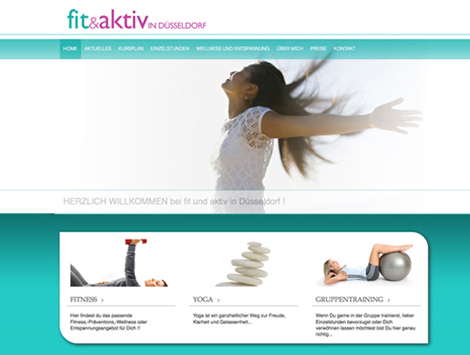 fit&aktiv IN DÜSSELDORF
HOME AKTUELLES KURSPLAN EINZELSTUNDEN WELLNESS UND ENTSPANNUNG ÜBER MICH PREISE KONTAKT
HERZLICH WILLKOMMEN bei fit und aktiv in Düsseldorf !
FITNESS >
Hier findest du das passende
Fitness,-Präventions,-Wellness oder
Entspannungsangebot für Dich !!
YOGA >
Yoga ist ein ganzheitlicher Weg zur Freude,
Klarheit und Gelassenheit...
GRUPPENTRAINING >
Wenn Du gerne in der Gruppe trainierst, lieber
Einzelstunden bevorzugst oder Dich
verwöhnen lassen möchtest bist Du hier genau
richtig...